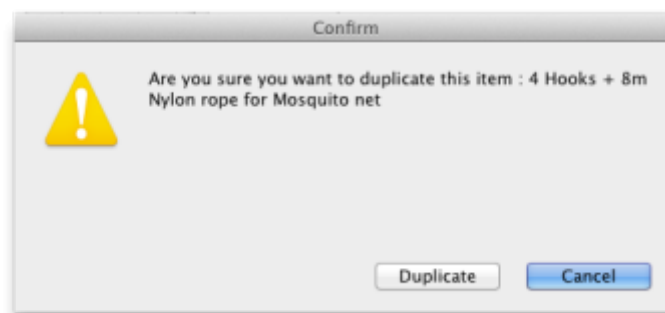 Confirm
Are you sure you want to duplicate this item : 4 Hooks + 8m
Nylon rope for Mosquito net
Duplicate
Cancel